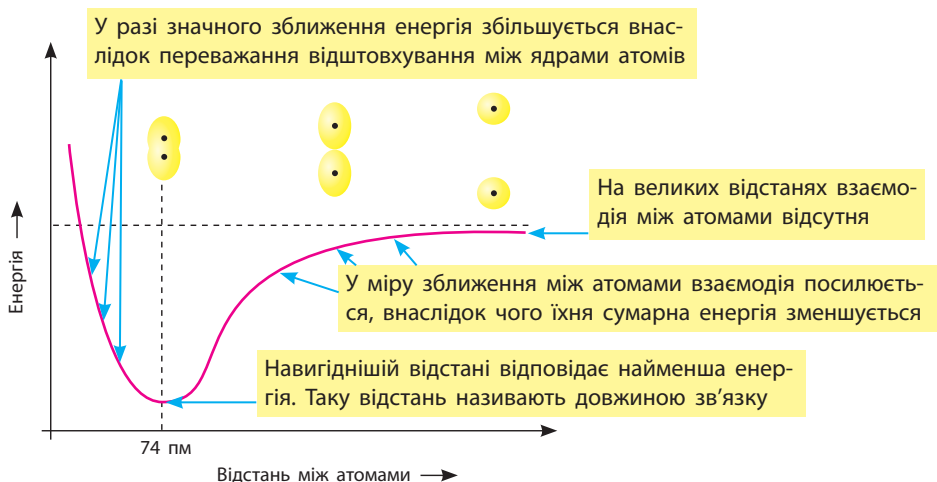 У разі значного зближення енергія збільшується внас-
лідок переважання відштовхування між ядрами атомів
На великих відстанях взаємо-
дія між атомами відсутня
Енергія
У міру зближення між атомами взаємодія посилюєть-
ся, внаслідок чого їхня сумарна енергія зменшується
Навигіднішій відстані відповідає найменша енер-
гія. Таку відстань називають довжиною зв’язку
74 пм
Відстань між атомами